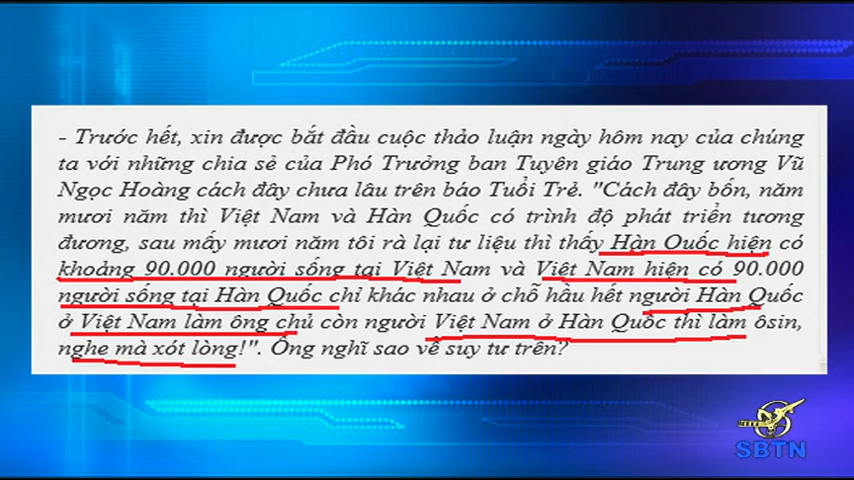 - Trước hết, xin được bắt đầu cuộc thảo luận ngày hôm nay của chúng
ta với những chia sẻ của Phó Trưởng ban Tuyên giáo Trung ương Vũ
Ngọc Hoàng cách đây chưa lâu trên báo Tuổi Trẻ. "Cách đây bốn, năm
mươi năm thì Việt Nam và Hàn Quốc có trình độ phát triển tương
đương, sau mấy mươi năm tôi rà lại tư liệu thì thấy Hàn Quốc hiện có
khoảng 90.000 người sống tại Việt Nam và Việt Nam hiện có 90.000
người sống tại Hàn Quốc chỉ khác nhau ở chỗ hầu hết người Hàn Quốc
ở Việt Nam làm ông chủ còn người Việt Nam ở Hàn Quốc thì làm ôsin,
nghe mà xót lòng!". Ông nghĩ sao về suy tư trên?
SBTN